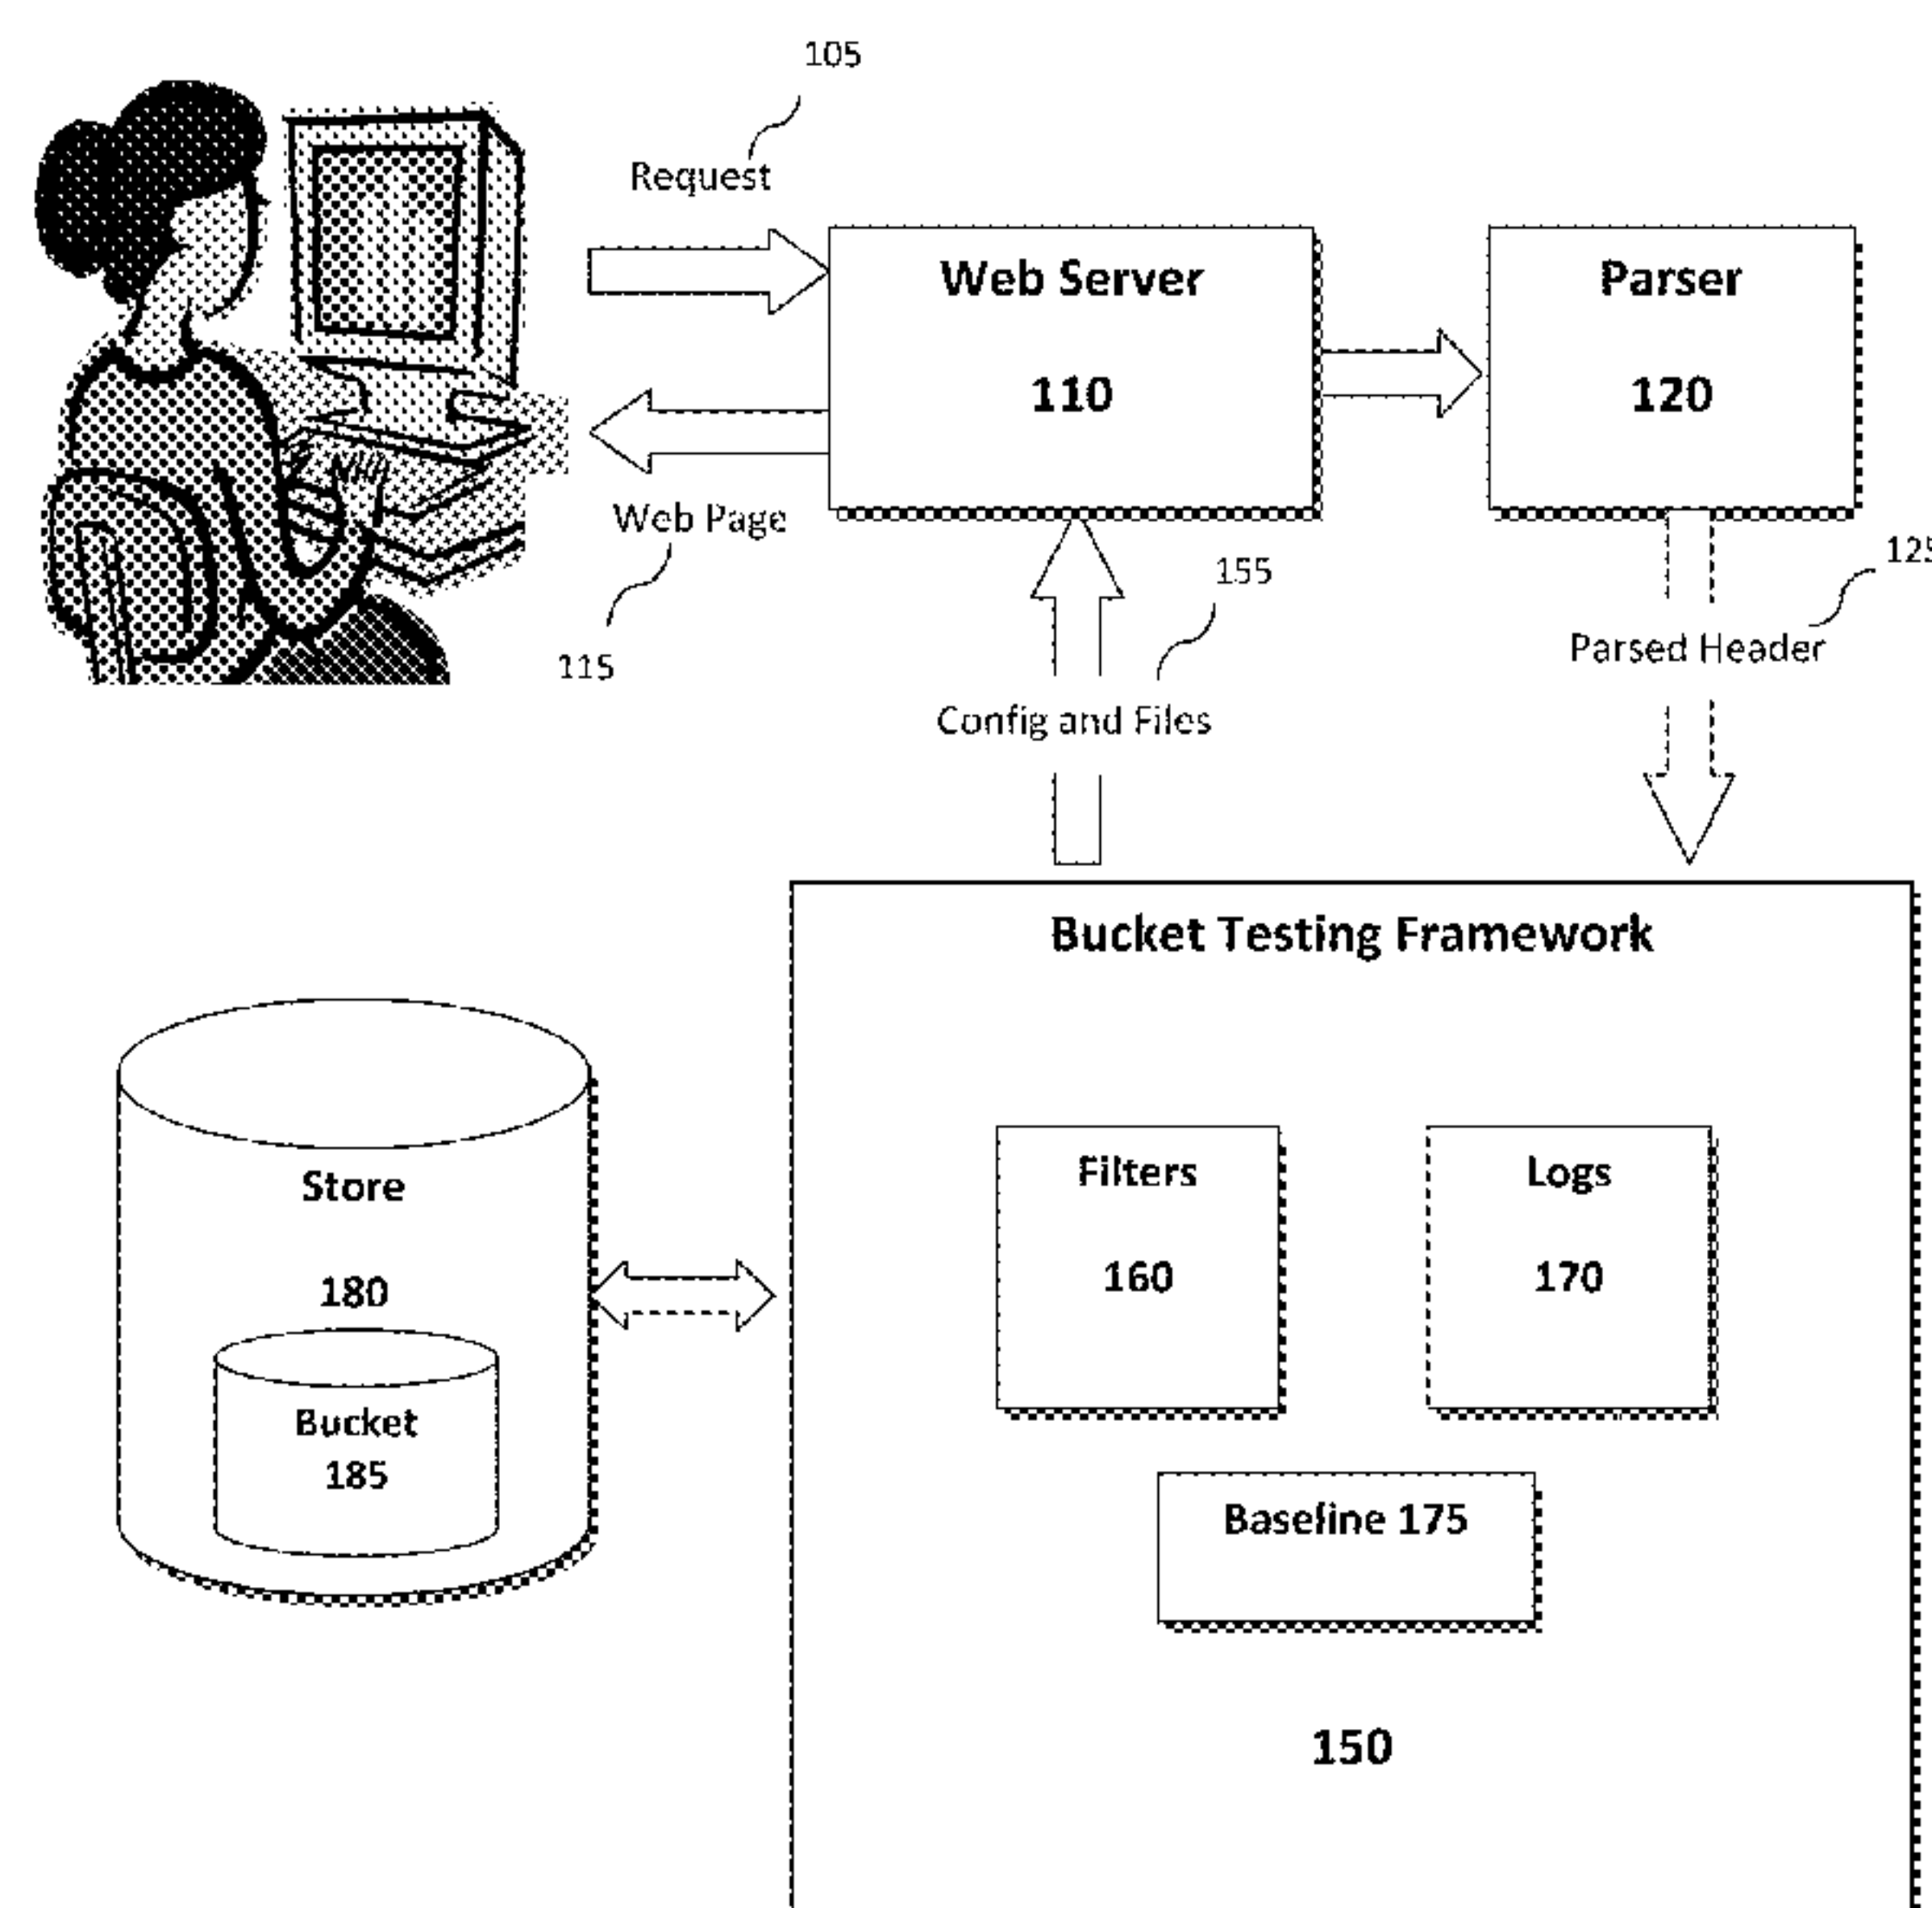 105
Request
Web Server
110
Parser
120
Web Page
115
155
125
Parsed Header
Config and Files
Bucket Testing Framework
Store
180
Bucket
185
Filters
160
Logs
170
Baseline 175
150